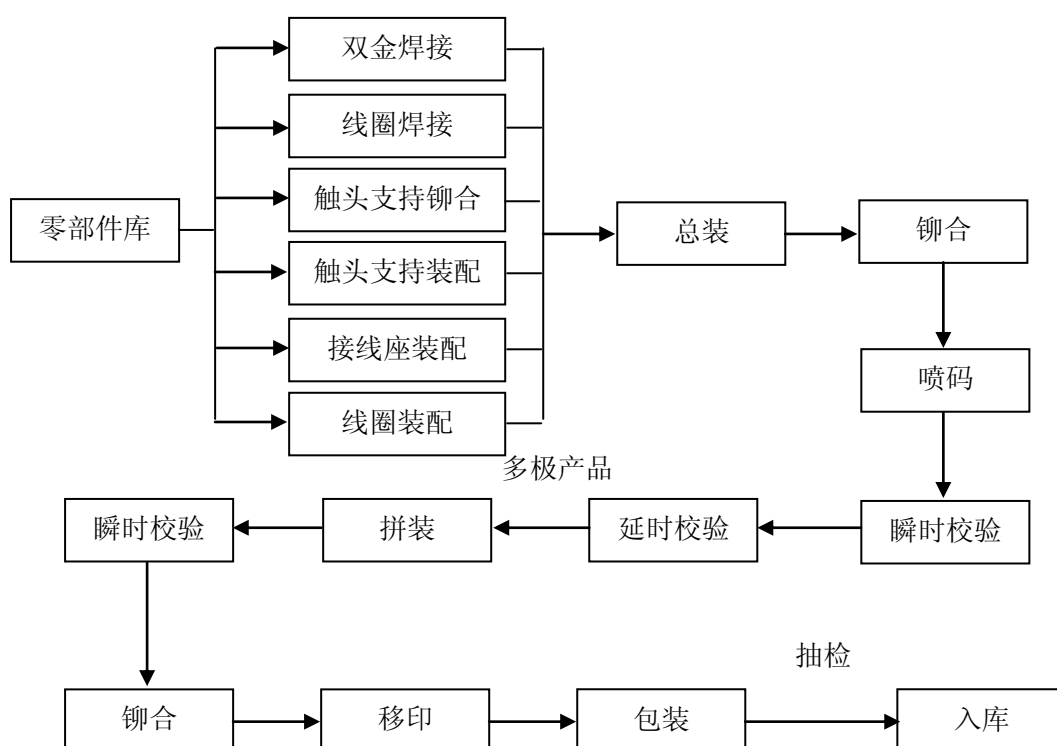 双金焊接
线圈焊接
触头支持铆合
零部件库
总装
铆合
触头支持装配
接线座装配
喷码
线圈装配
多极产品
瞬时校验
拼装
延时校验
瞬时校验
抽检
铆合
移印
包装
入库